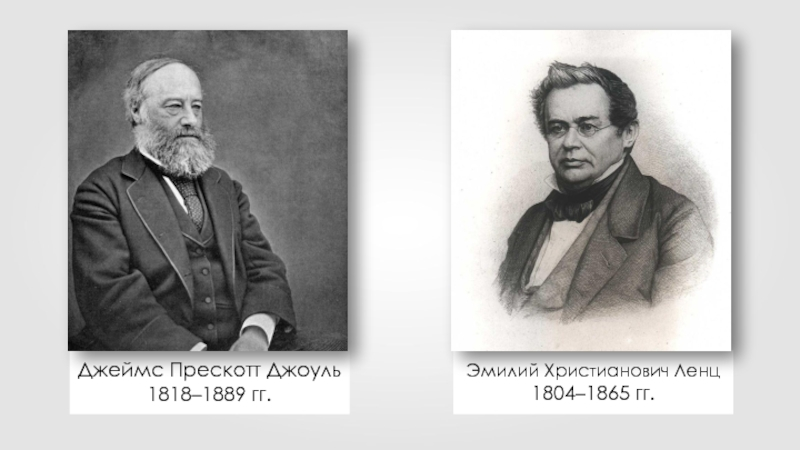 Джеймс Прескотт Джоуль
1818–1889 гг.
Эмилий Христианович Ленц
1804–1865 гг.